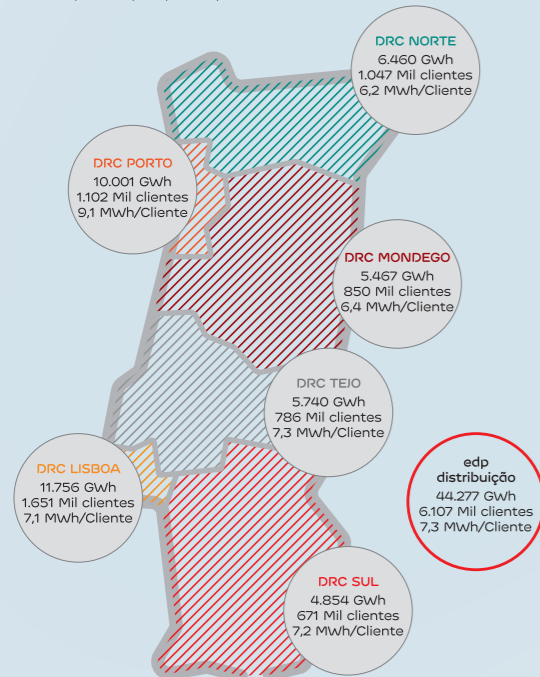 DRC NORTE
6.460 GWh
1.047 Mil clientes
6,2 MWh/Cliente
DRC PORTO
10.001 GWh
1.102 Mil clientes
9,1 MWh/Cliente
DRC MONDEGO
5.467 GWh
850 Mil clientes
6,4 MWh/Cliente
DRC TEJO
5.740 GWh
786 Mil clientes
7,3 MWh/Cliente
DRC LISBOA
11.756 GWh
1.651 Mil clientes
7,1 MWh/Cliente
edp
distribuição
44.277 GWh
6.107 Mil clientes
7,3 MWh/Cliente
DRC SUL
4.854 GWh
671 Mil clientes
7,2 MWh/Cliente